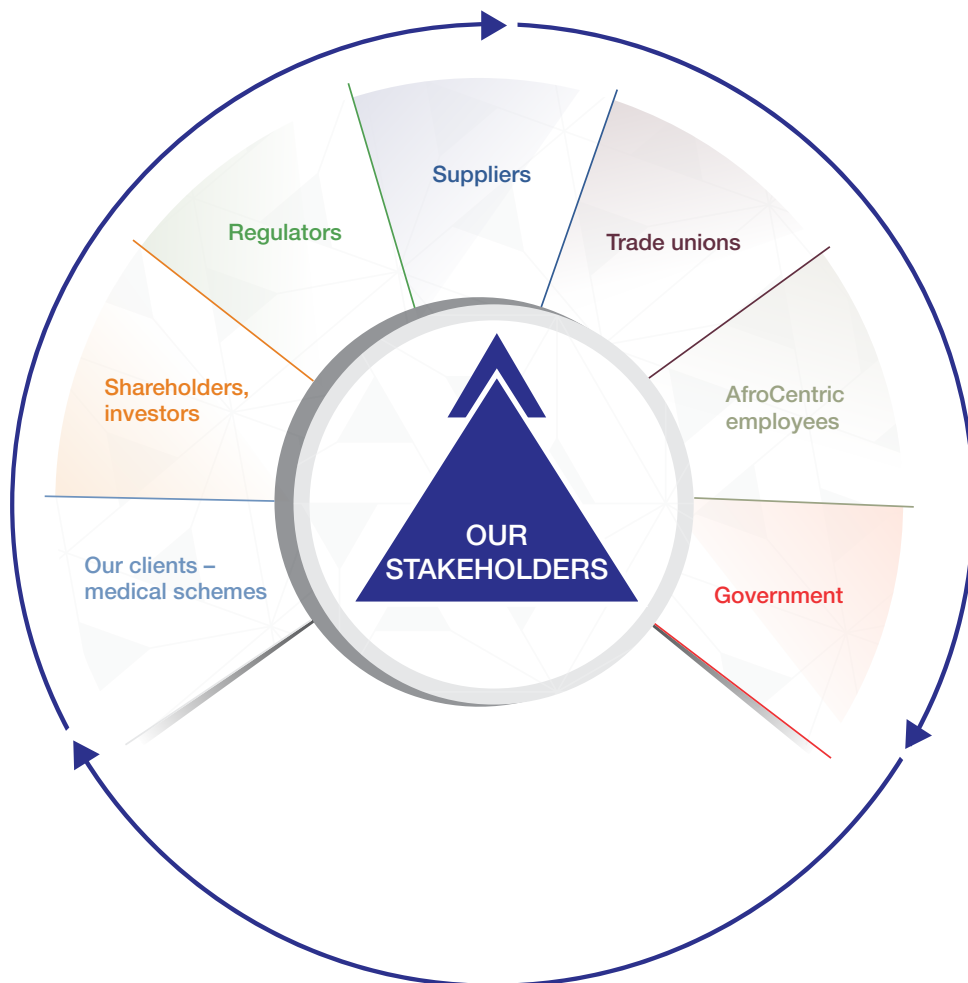 Suppliers
Regulators
Trade unions
Shareholders,
investors
AfroCentric
employees
OUR
STAKEHOLDERS
Our clients –
medical schemes
Government